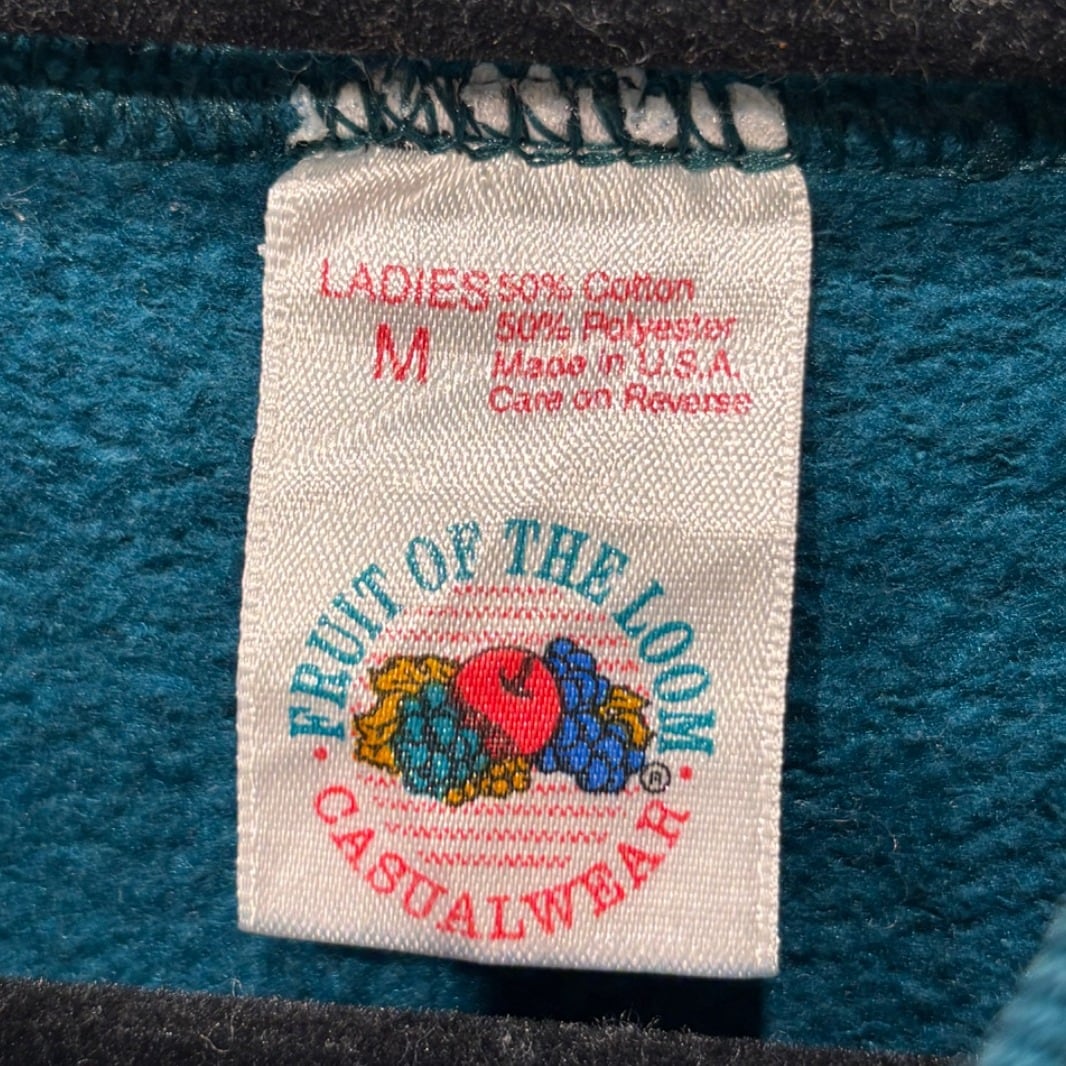 LADIES 50% Cotton
M 50% Polyester
Made in U.S.A.
Care on Reverse
FRUIT OF THE LOOM
®
CASUALWEAR